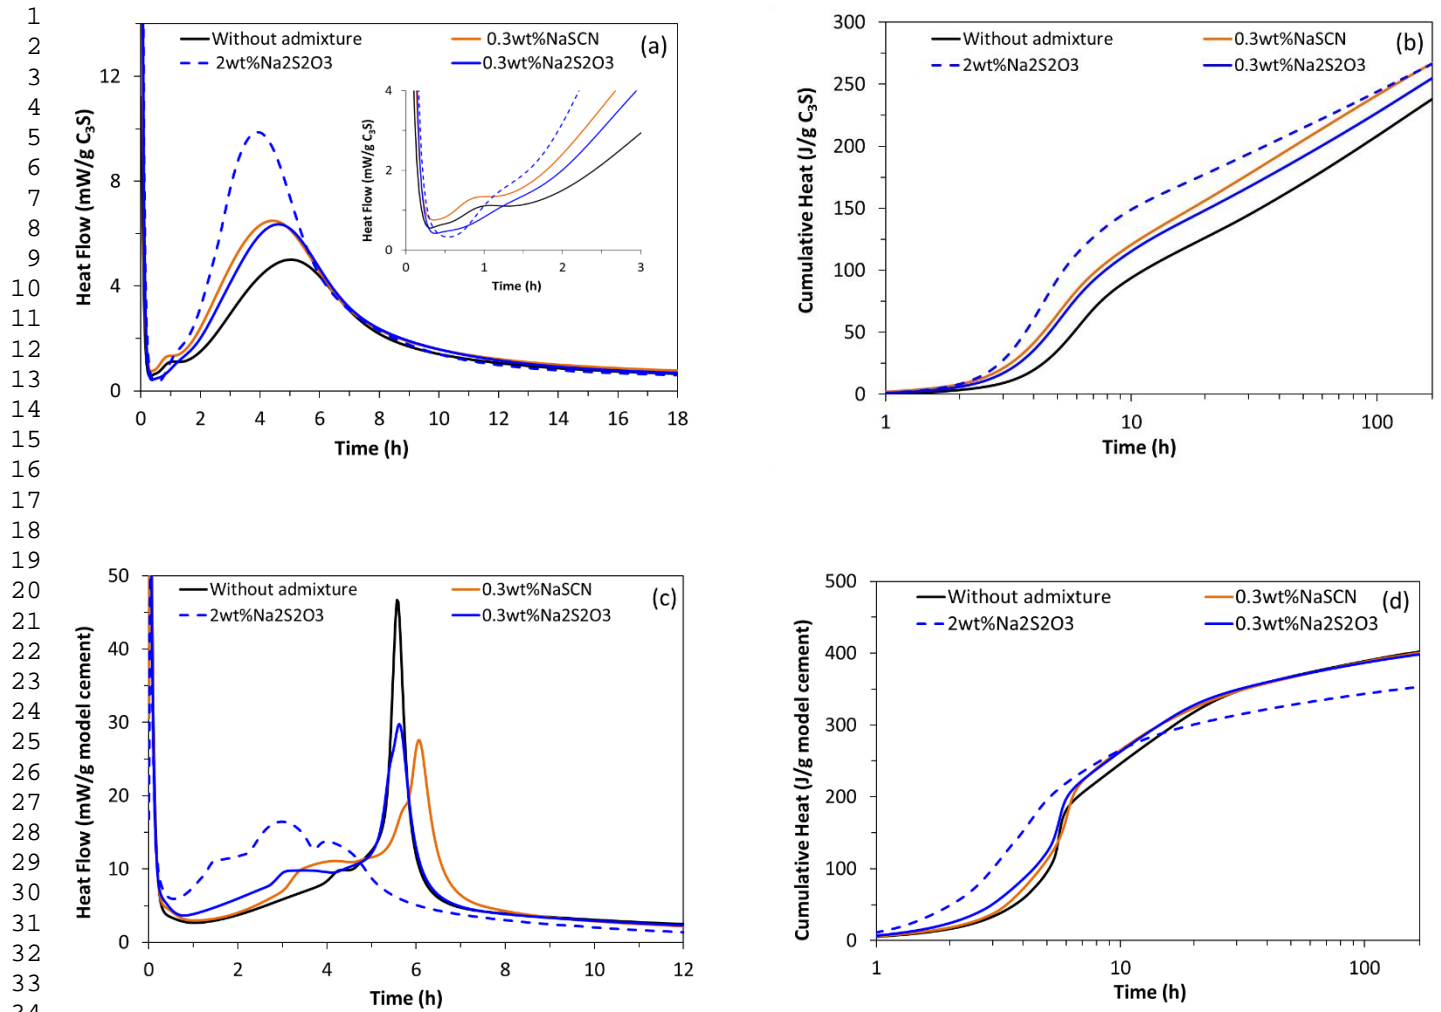 1
2
3
4
5
6
7
8
9
10
11
12
13
14
15
16
17
18
19
20
21
22
23
24
25
26
27
28
29
30
31
32
33
34
Without admixture
0.3wt%NaSCN
2wt%Na2S2O3
0.3wt%Na2S2O3
(a)
Heat Flow (mW/g C₃S)
12
8
4
0
0 2 4 6 8 10 12 14 16 18
Time (h)
Heat Flow (mW/g C₃S)
4
2
0
0 1 2 3
Time (h)
Without admixture
0.3wt%NaSCN
2wt%Na2S2O3
0.3wt%Na2S2O3
(b)
Cumulative Heat (J/g C₃S)
300
250
200
150
100
50
0
1 10 100
Time (h)
Without admixture
0.3wt%NaSCN
2wt%Na2S2O3
0.3wt%Na2S2O3
(c)
Heat Flow (mW/g model cement)
50
40
30
20
10
0
0 2 4 6 8 10 12
Time (h)
Without admixture
0.3wt%NaSCN
2wt%Na2S2O3
0.3wt%Na2S2O3
(d)
Cumulative Heat (J/g model cement)
500
400
300
200
100
0
1 10 100
Time (h)